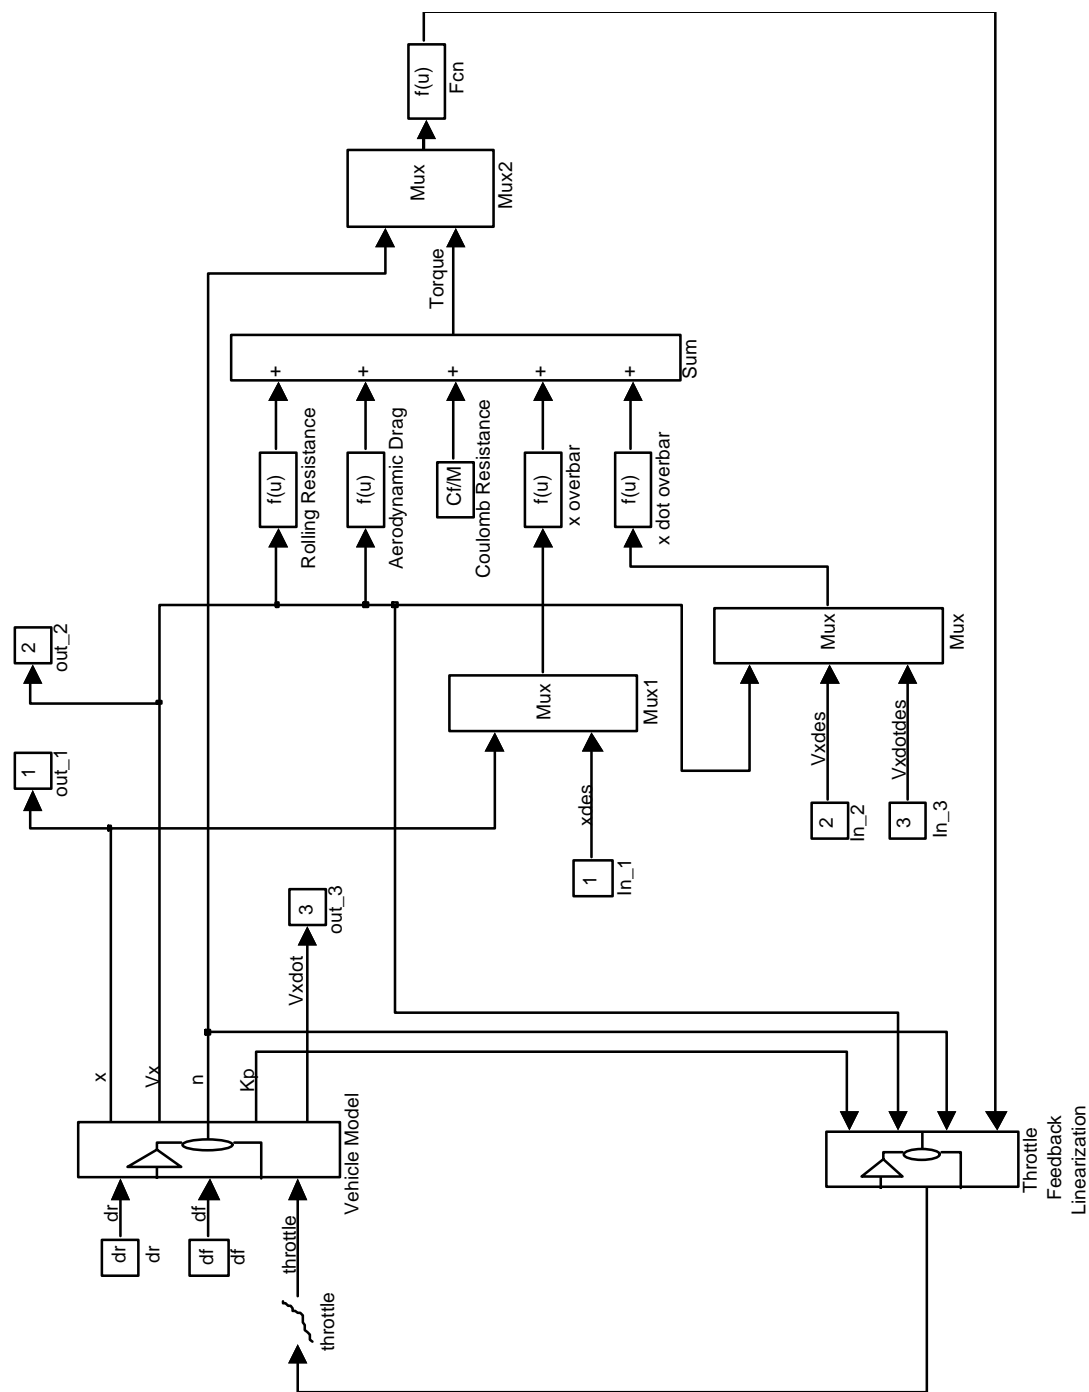 dr
dr
dr
df
df
df
throttle
throttle
Vehicle Model
x
Vx
n
Kp
Vxdot
3
out_3
1
out_1
2
out_2
1
In_1
xdes
Mux
Mux1
2
In_2
Vxdes
3
In_3
Vxdotdes
Mux
Mux
f(u)
Rolling Resistance
f(u)
Aerodynamic Drag
Cf/M
Coulomb Resistance
f(u)
x overbar
f(u)
x dot overbar
+
+
+
+
+
Sum
Torque
Mux
Mux2
f(u)
Fcn
Throttle
Feedback
Linearization